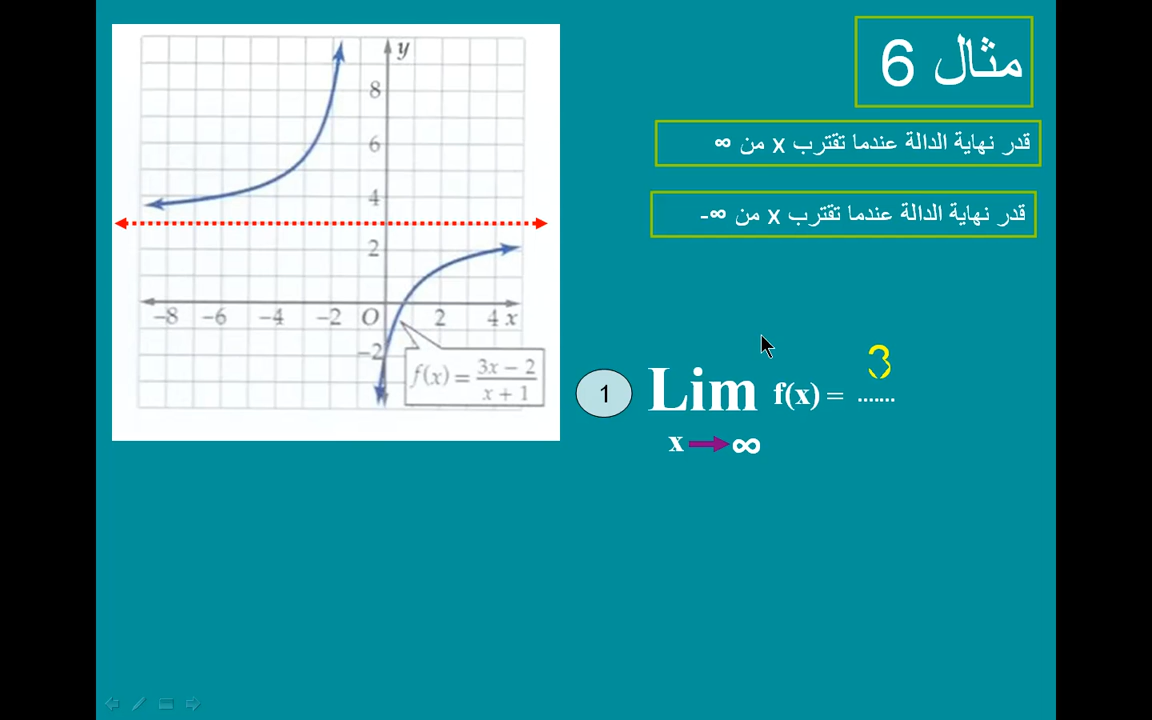 مثال 6
قدر نهاية الدالة عندما تقترب x من ∞
قدر نهاية الدالة عندما تقترب x من ∞-
y
8
6
4
2
-8 -6 -4 -2 O 2 4 x
-2
f(x) = 3x - 2 / x + 1
1 Lim f(x) = ....... 3
x → ∞